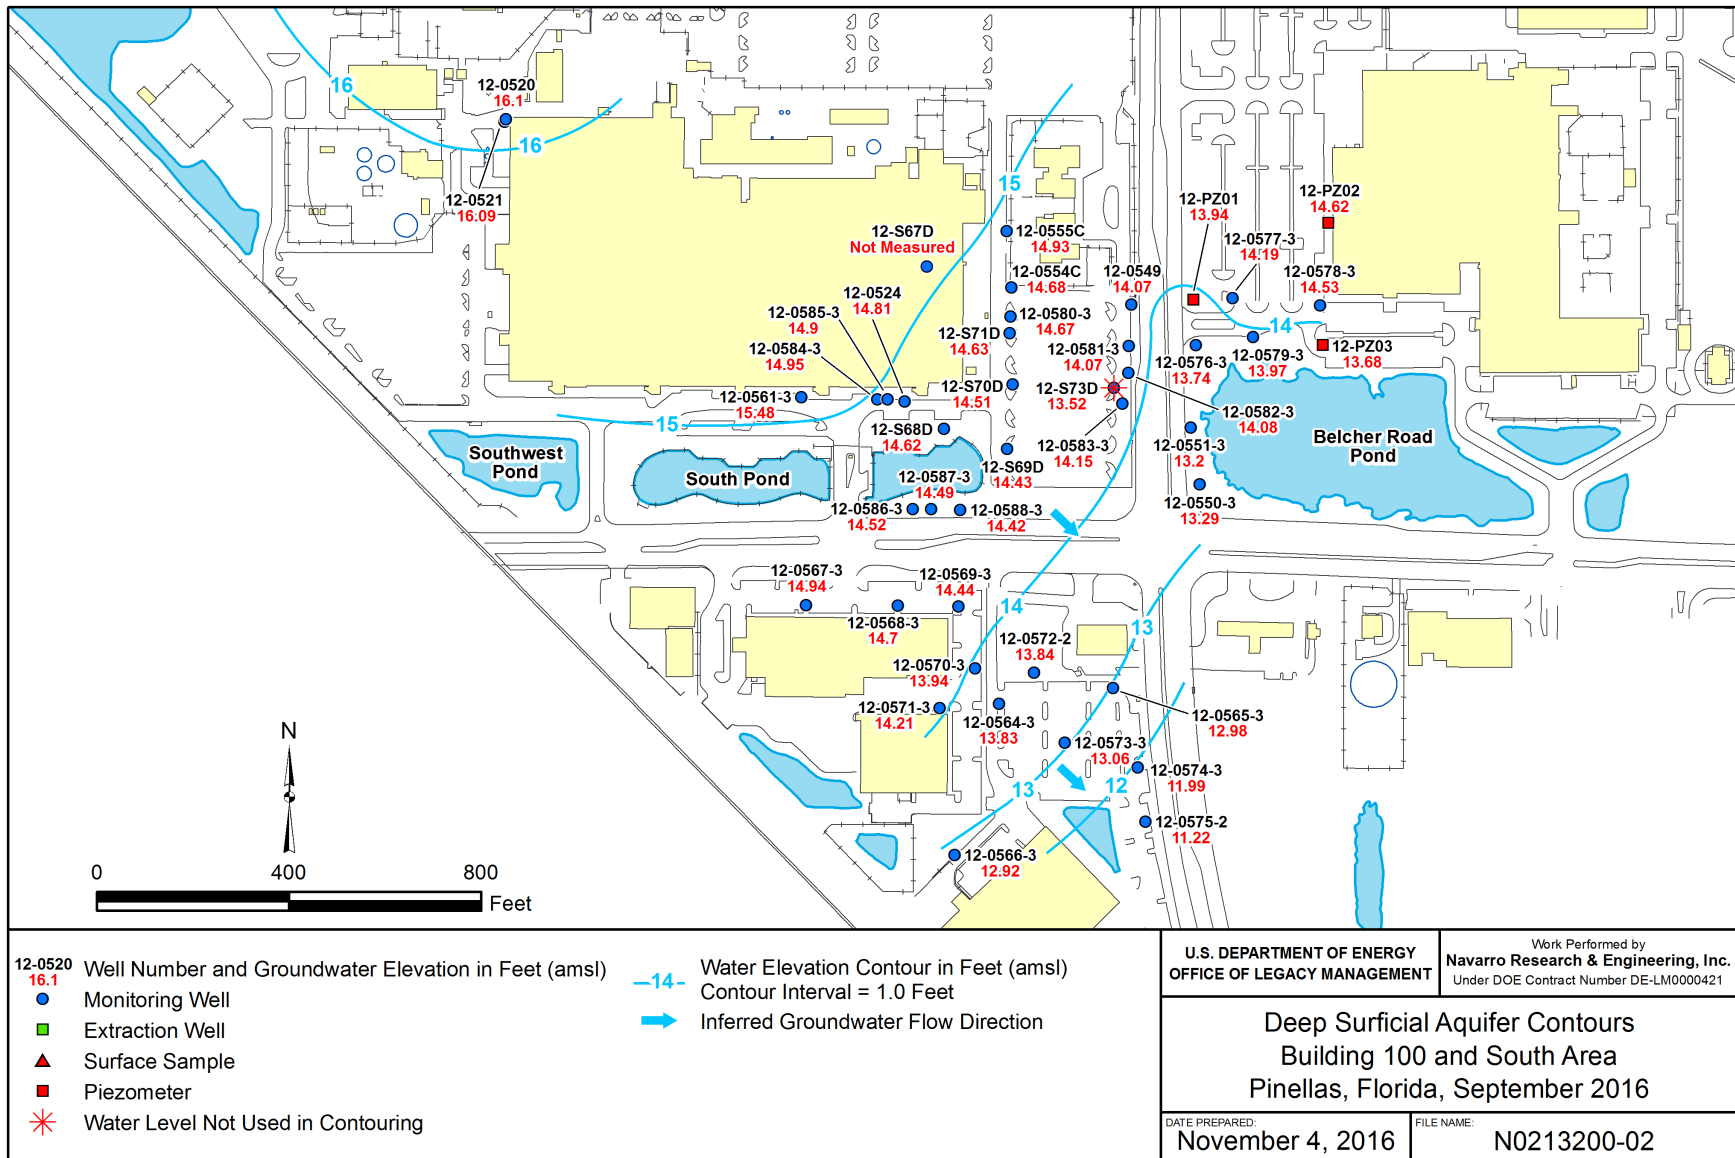 16
12-0520
16.1
16
12-0521
16.09
15
12-S67D
Not Measured
12-0555C
14.93
12-0554C
14.68
12-0549
14.07
12-PZ01
13.94
12-PZ02
14.62
12-0577-3
14.19
12-0578-3
14.53
12-0524
14.81
12-0585-3
14.9
12-0584-3
14.95
12-0580-3
14.67
12-S71D
14.63
12-0581-3
14.07
14
12-0576-3
13.74
12-0579-3
13.97
12-PZ03
13.68
12-S70D
14.51
12-S73D
13.52
12-0561-3
15.48
15
12-S68D
14.62
12-0582-3
14.08
12-0583-3
14.15
12-0551-3
13.2
Belcher Road
Pond
Southwest
Pond
South Pond
12-S69D
14.43
12-0587-3
14.49
12-0586-3
14.52
12-0588-3
14.42
12-0550-3
13.29
12-0567-3
14.94
12-0569-3
14.44
14
12-0568-3
14.7
13
12-0572-2
13.84
12-0570-3
13.94
12-0571-3
14.21
12-0564-3
13.83
12-0565-3
12.98
12-0573-3
13.06
12-0574-3
11.99
13
12
12-0575-2
11.22
12-0566-3
12.92
N
0 400 800
Feet
12-0520
16.1
Well Number and Groundwater Elevation in Feet (amsl)
Monitoring Well
Extraction Well
Surface Sample
Piezometer
Water Level Not Used in Contouring
14
Water Elevation Contour in Feet (amsl)
Contour Interval = 1.0 Feet
Inferred Groundwater Flow Direction
U.S. DEPARTMENT OF ENERGY
OFFICE OF LEGACY MANAGEMENT
Work Performed by
Navarro Research & Engineering, Inc.
Under DOE Contract Number DE-LM0000421
Deep Surficial Aquifer Contours
Building 100 and South Area
Pinellas, Florida, September 2016
DATE PREPARED:
November 4, 2016
FILE NAME:
N0213200-02